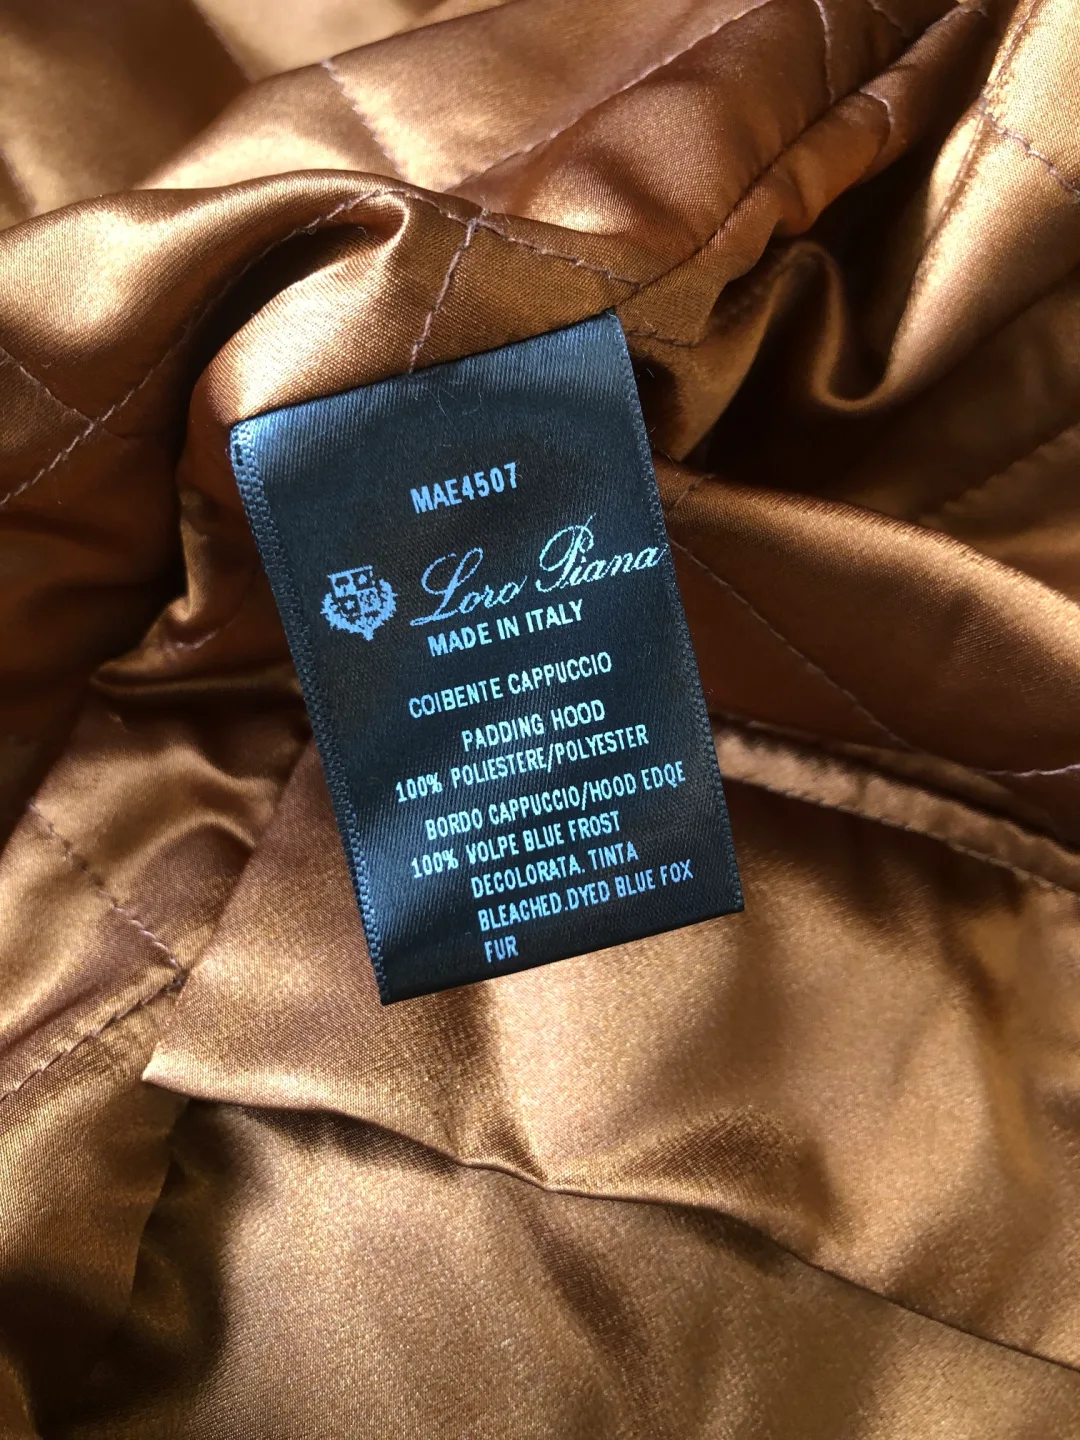 MAE4507
Loro Piana
MADE IN ITALY
COIBENTE CAPPUCCIO
PADDING HOOD
100% POLIESTERE/POLYESTER
BORDO CAPPUCCIO/HOOD EDQE
100% VOLPE BLUE FROST
DECOLORATA. TINTA
BLEACHED.DYED BLUE FOX
FUR